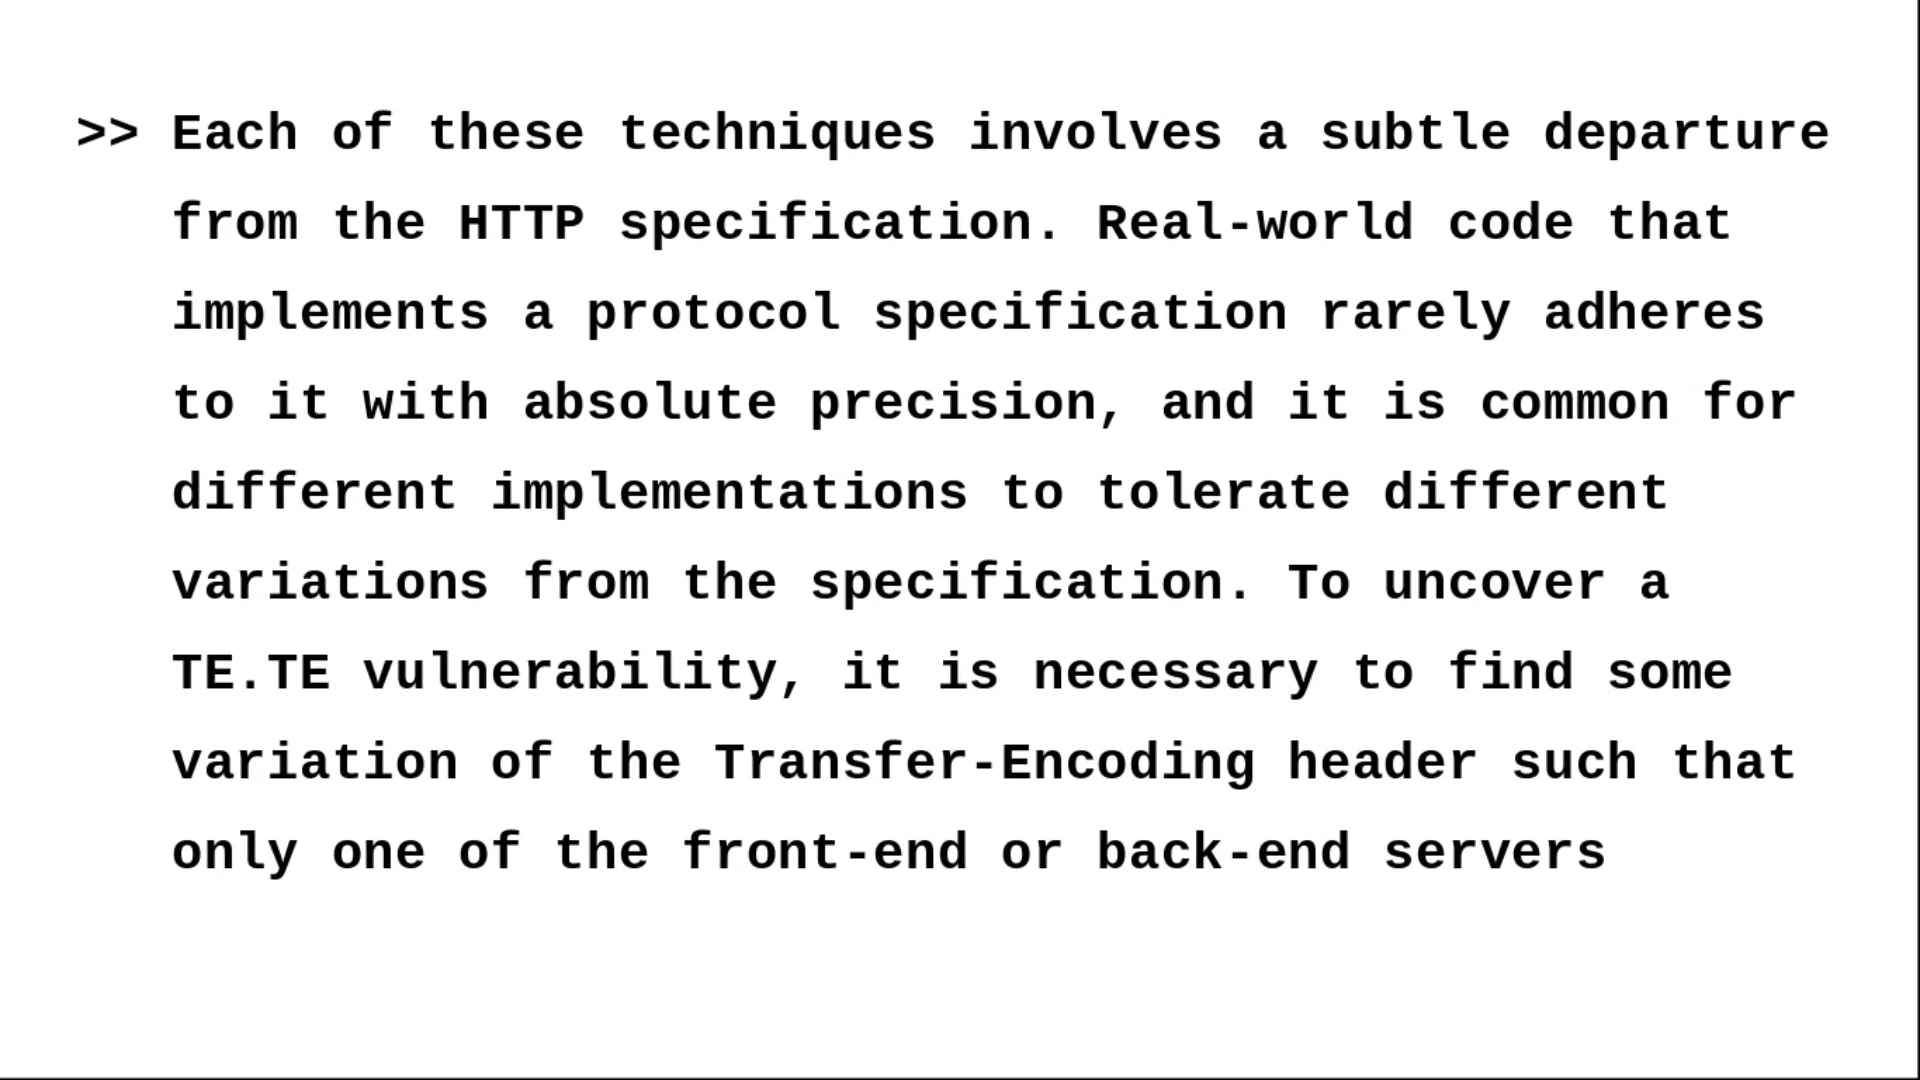 >> Each of these techniques involves a subtle departure
from the HTTP specification. Real-world code that
implements a protocol specification rarely adheres
to it with absolute precision, and it is common for
different implementations to tolerate different
variations from the specification. To uncover a
TE.TE vulnerability, it is necessary to find some
variation of the Transfer-Encoding header such that
only one of the front-end or back-end servers